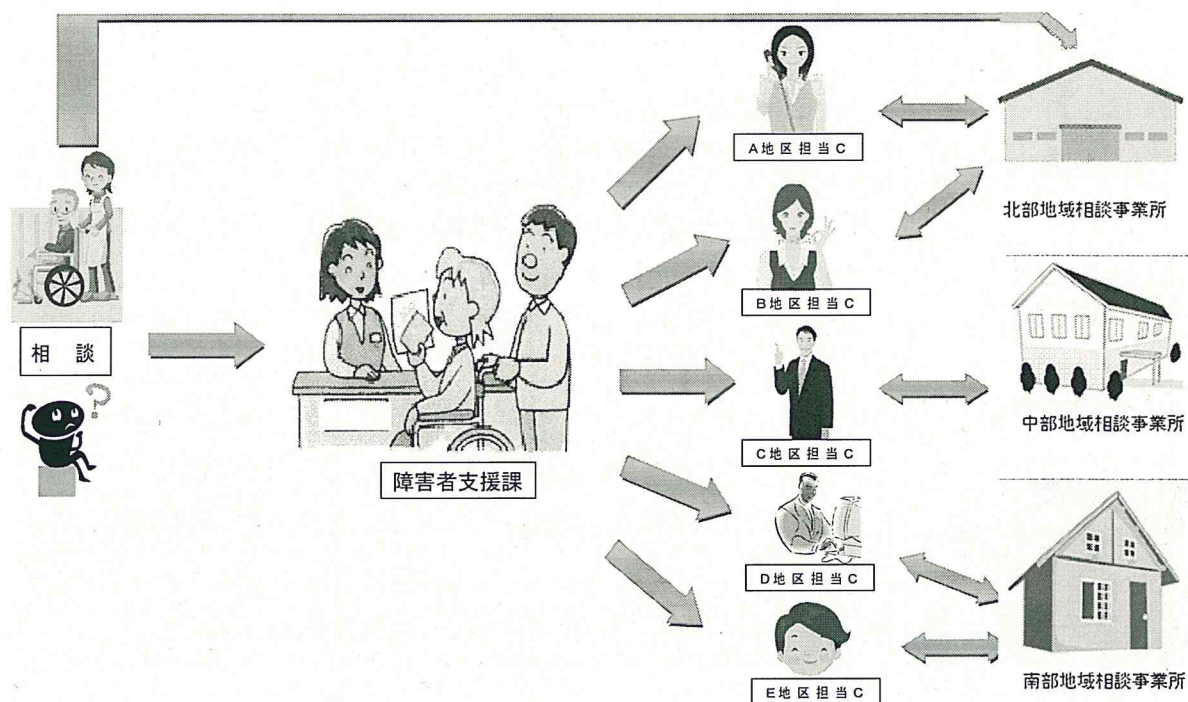 相 談
障害者支援課
A地区担当C
B地区担当C
C地区担当C
D地区担当C
E地区担当C
北部地域相談事業所
中部地域相談事業所
南部地域相談事業所